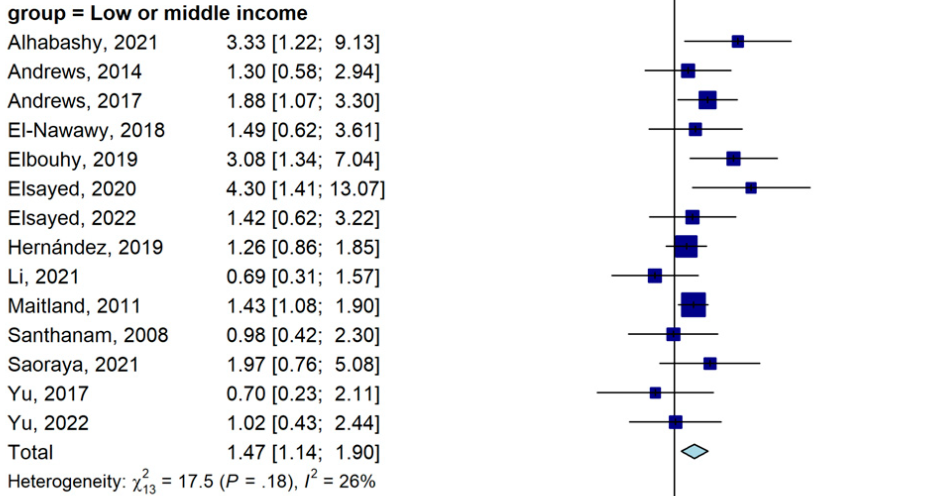 group = Low or middle income
Alhabashy, 2021 3.33 [1.22; 9.13]
Andrews, 2014 1.30 [0.58; 2.94]
Andrews, 2017 1.88 [1.07; 3.30]
El-Nawawy, 2018 1.49 [0.62; 3.61]
Elbouhy, 2019 3.08 [1.34; 7.04]
Elsayed, 2020 4.30 [1.41; 13.07]
Elsayed, 2022 1.42 [0.62; 3.22]
Hernández, 2019 1.26 [0.86; 1.85]
Li, 2021 0.69 [0.31; 1.57]
Maitland, 2011 1.43 [1.08; 1.90]
Santhanam, 2008 0.98 [0.42; 2.30]
Saoraya, 2021 1.97 [0.76; 5.08]
Yu, 2017 0.70 [0.23; 2.11]
Yu, 2022 1.02 [0.43; 2.44]
Total 1.47 [1.14; 1.90]
Heterogeneity: χ²₁₃ = 17.5 (P = .18), I² = 26%